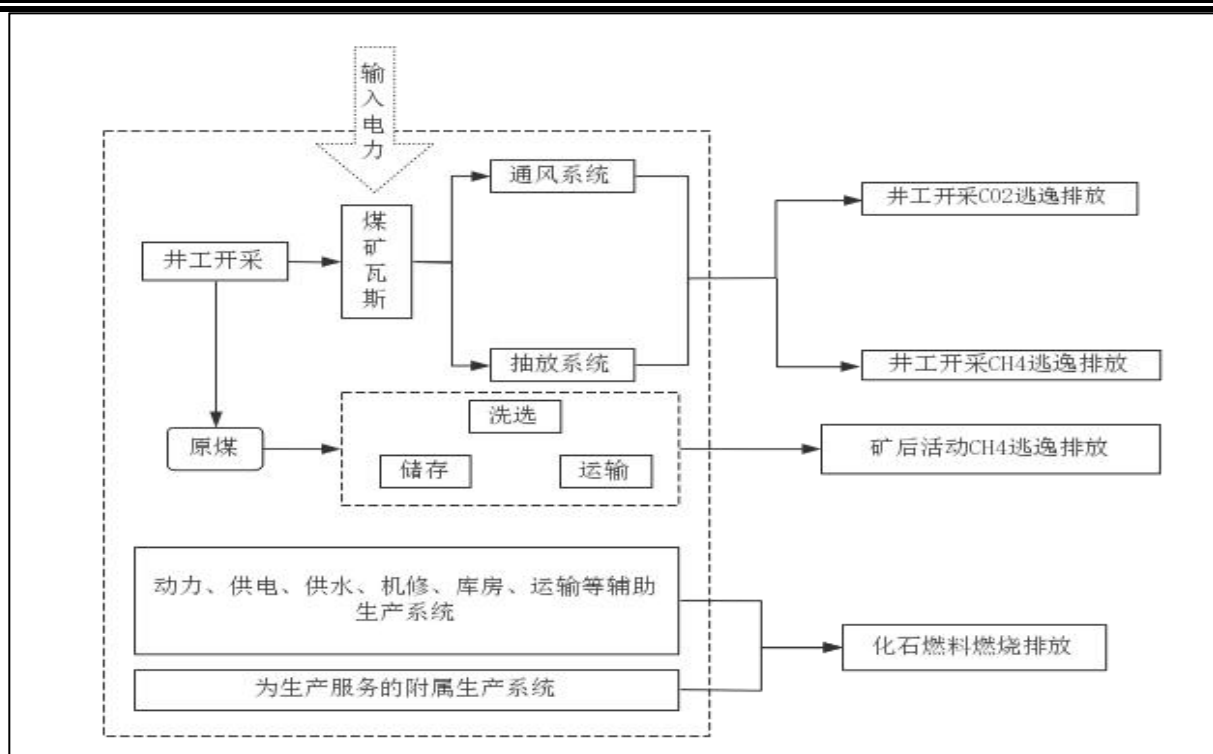 输入电力
通风系统
井工开采CO2逃逸排放
煤矿瓦斯
井工开采
抽放系统
井工开采CH4逃逸排放
洗选
原煤
矿后活动CH4逃逸排放
储存
运输
动力、供电、供水、机修、库房、运输等辅助
生产系统
化石燃料燃烧排放
为生产服务的附属生产系统